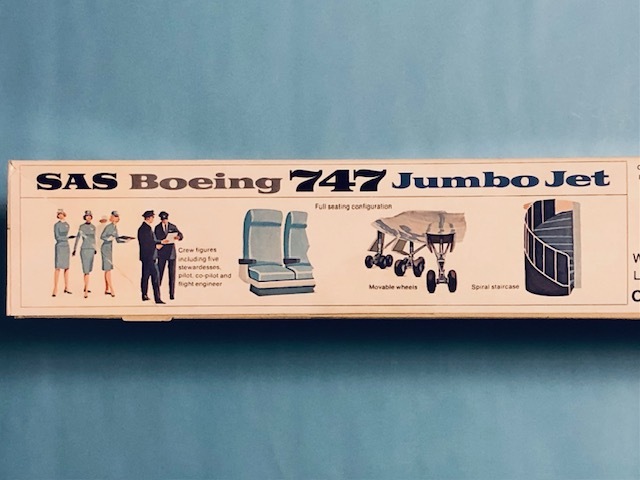 SAS Boeing 747 Jumbo Jet
Full seating configuration
Crew figures
including five
stewardesses,
pilot, co-pilot and
flight engineer
Movable wheels
Spiral staircase